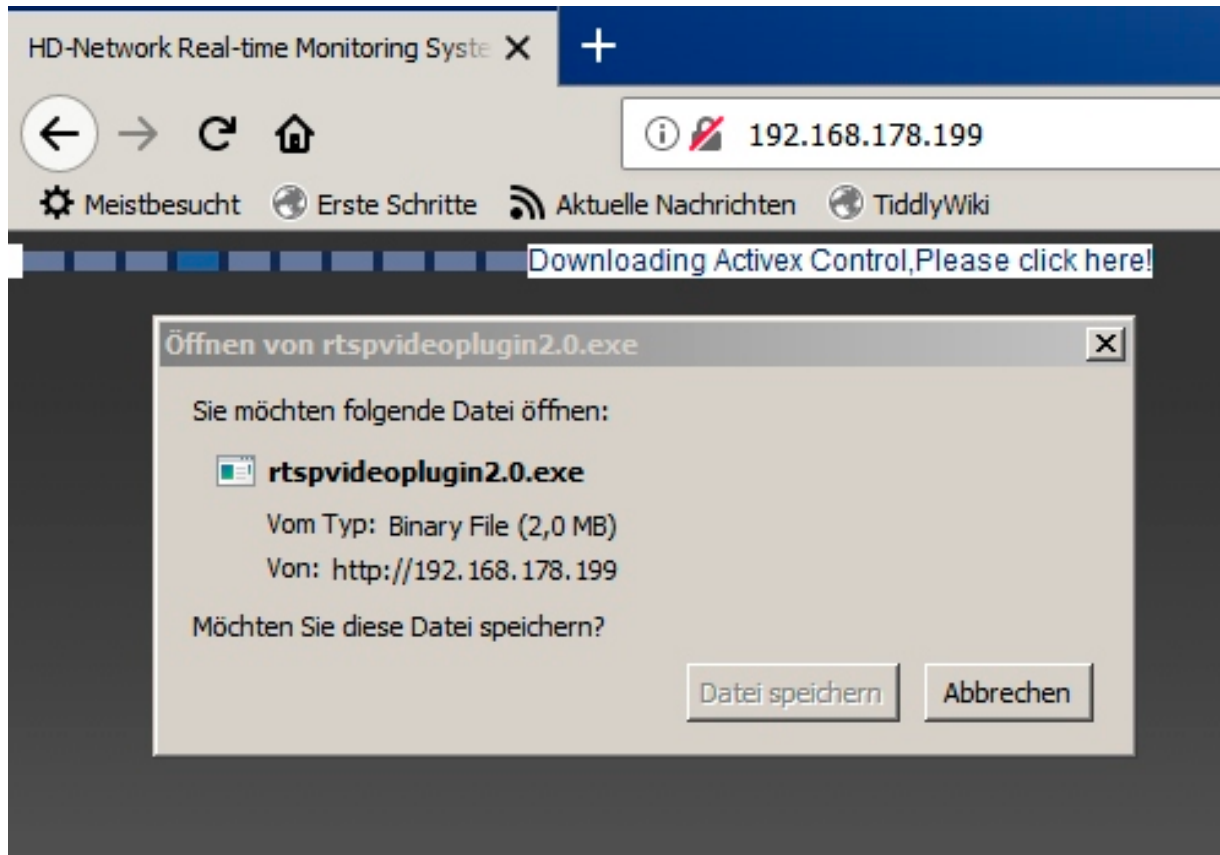 HD-Network Real-time Monitoring Syste
192.168.178.199
Meistbesucht Erste Schritte Aktuelle Nachrichten TiddlyWiki
Downloading Activex Control,Please click here!
Öffnen von rtspvideoplugin2.0.exe
Sie möchten folgende Datei öffnen:
rtspvideoplugin2.0.exe
Vom Typ: Binary File (2,0 MB)
Von: http://192.168.178.199
Möchten Sie diese Datei speichern?
Datei speichern Abbrechen